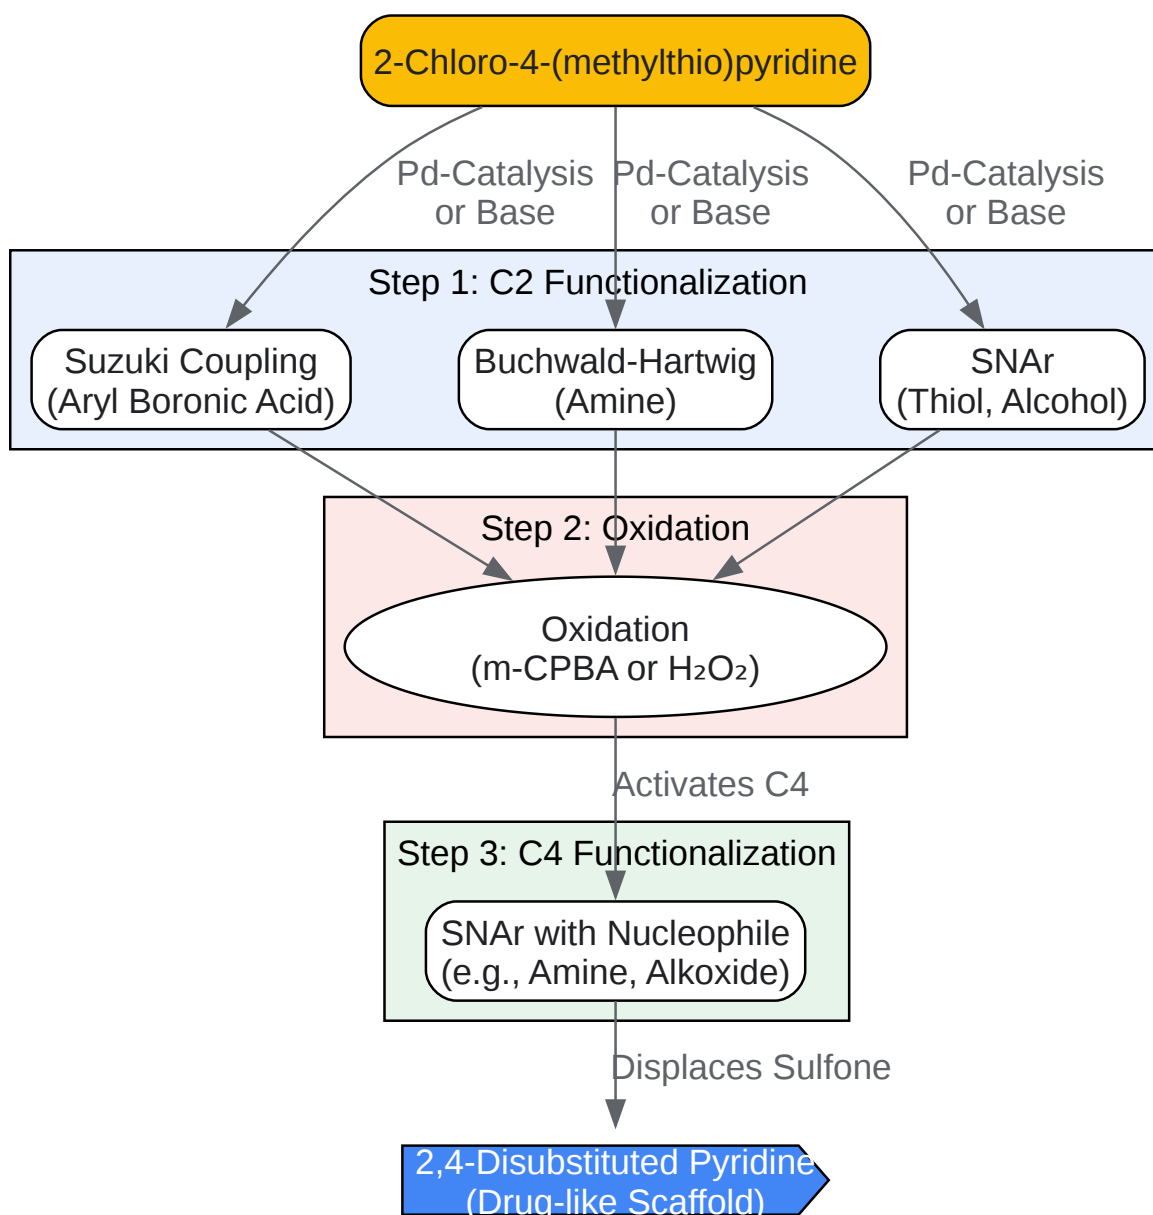 2-Chloro-4-(methylthio)pyridine
Pd-Catalysis
or Base
Pd-Catalysis
or Base
Pd-Catalysis
or Base
Step 1: C2 Functionalization
Suzuki Coupling
(Aryl Boronic Acid)
Buchwald-Hartwig
(Amine)
SNAr
(Thiol, Alcohol)
Step 2: Oxidation
Oxidation
(m-CPBA or H₂O₂)
Activates C4
Step 3: C4 Functionalization
SNAr with Nucleophile
(e.g., Amine, Alkoxide)
Displaces Sulfone
2,4-Disubstituted Pyridine
(Drug-like Scaffold)